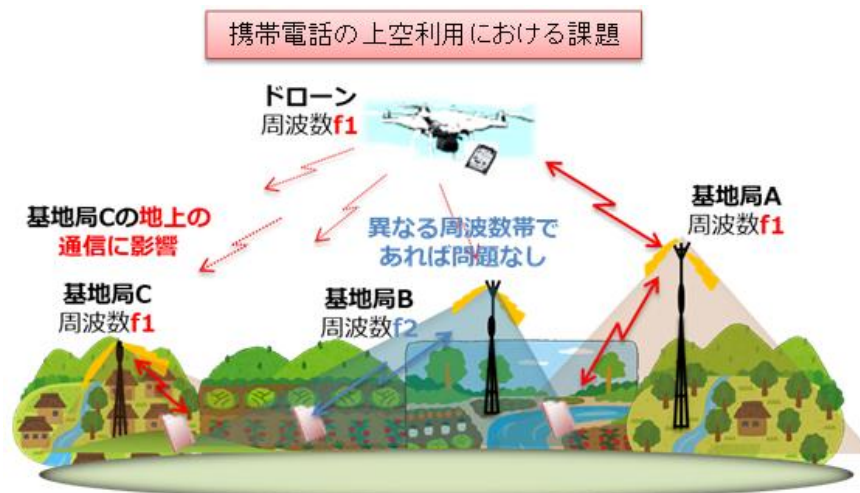 携帯電話の上空利用における課題
ドローン
周波数f1
基地局A
周波数f1
基地局Cの地上の
通信に影響
異なる周波数帯で
あれば問題なし
基地局C
周波数f1
基地局B
周波数f2